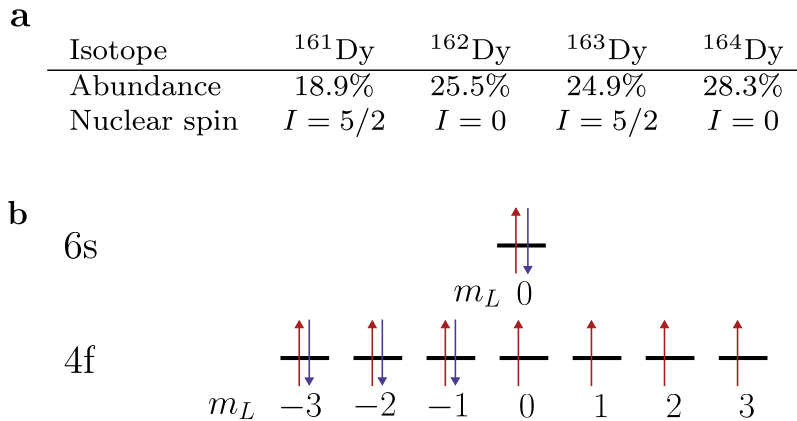 a
Isotope ¹⁶¹Dy ¹⁶²Dy ¹⁶³Dy ¹⁶⁴Dy
Abundance 18.9% 25.5% 24.9% 28.3%
Nuclear spin I = 5/2 I = 0 I = 5/2 I = 0
b
6s
m_L 0
4f
m_L −3 −2 −1 0 1 2 3